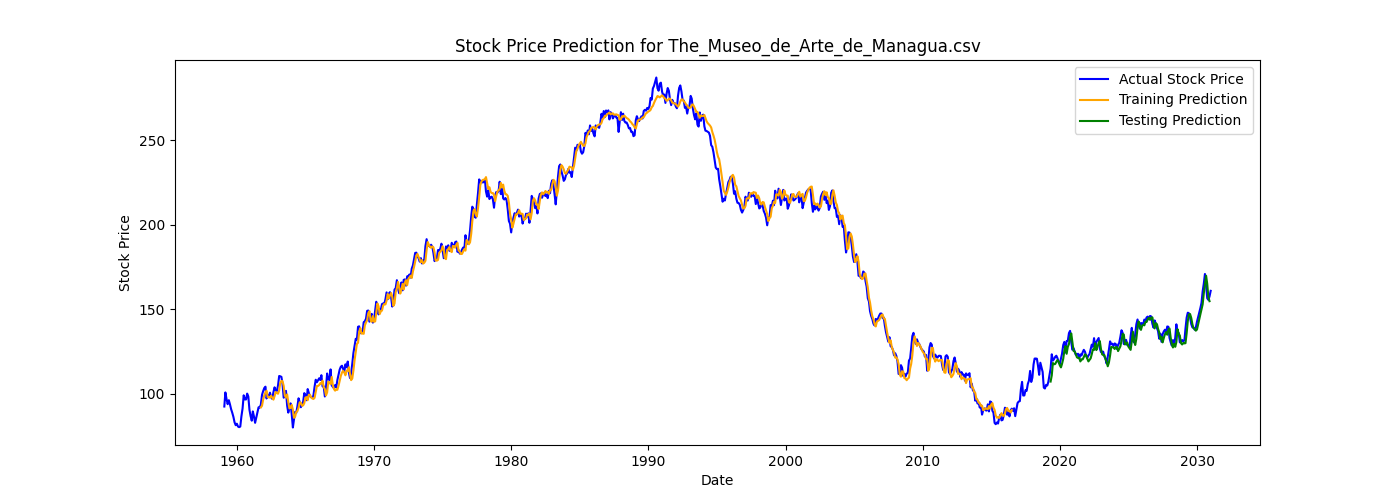 Stock Price Prediction for The_Museo_de_Arte_de_Managua.csv
Actual Stock Price
Training Prediction
Testing Prediction
Stock Price
250
200
150
100
1960 1970 1980 1990 2000 2010 2020 2030
Date